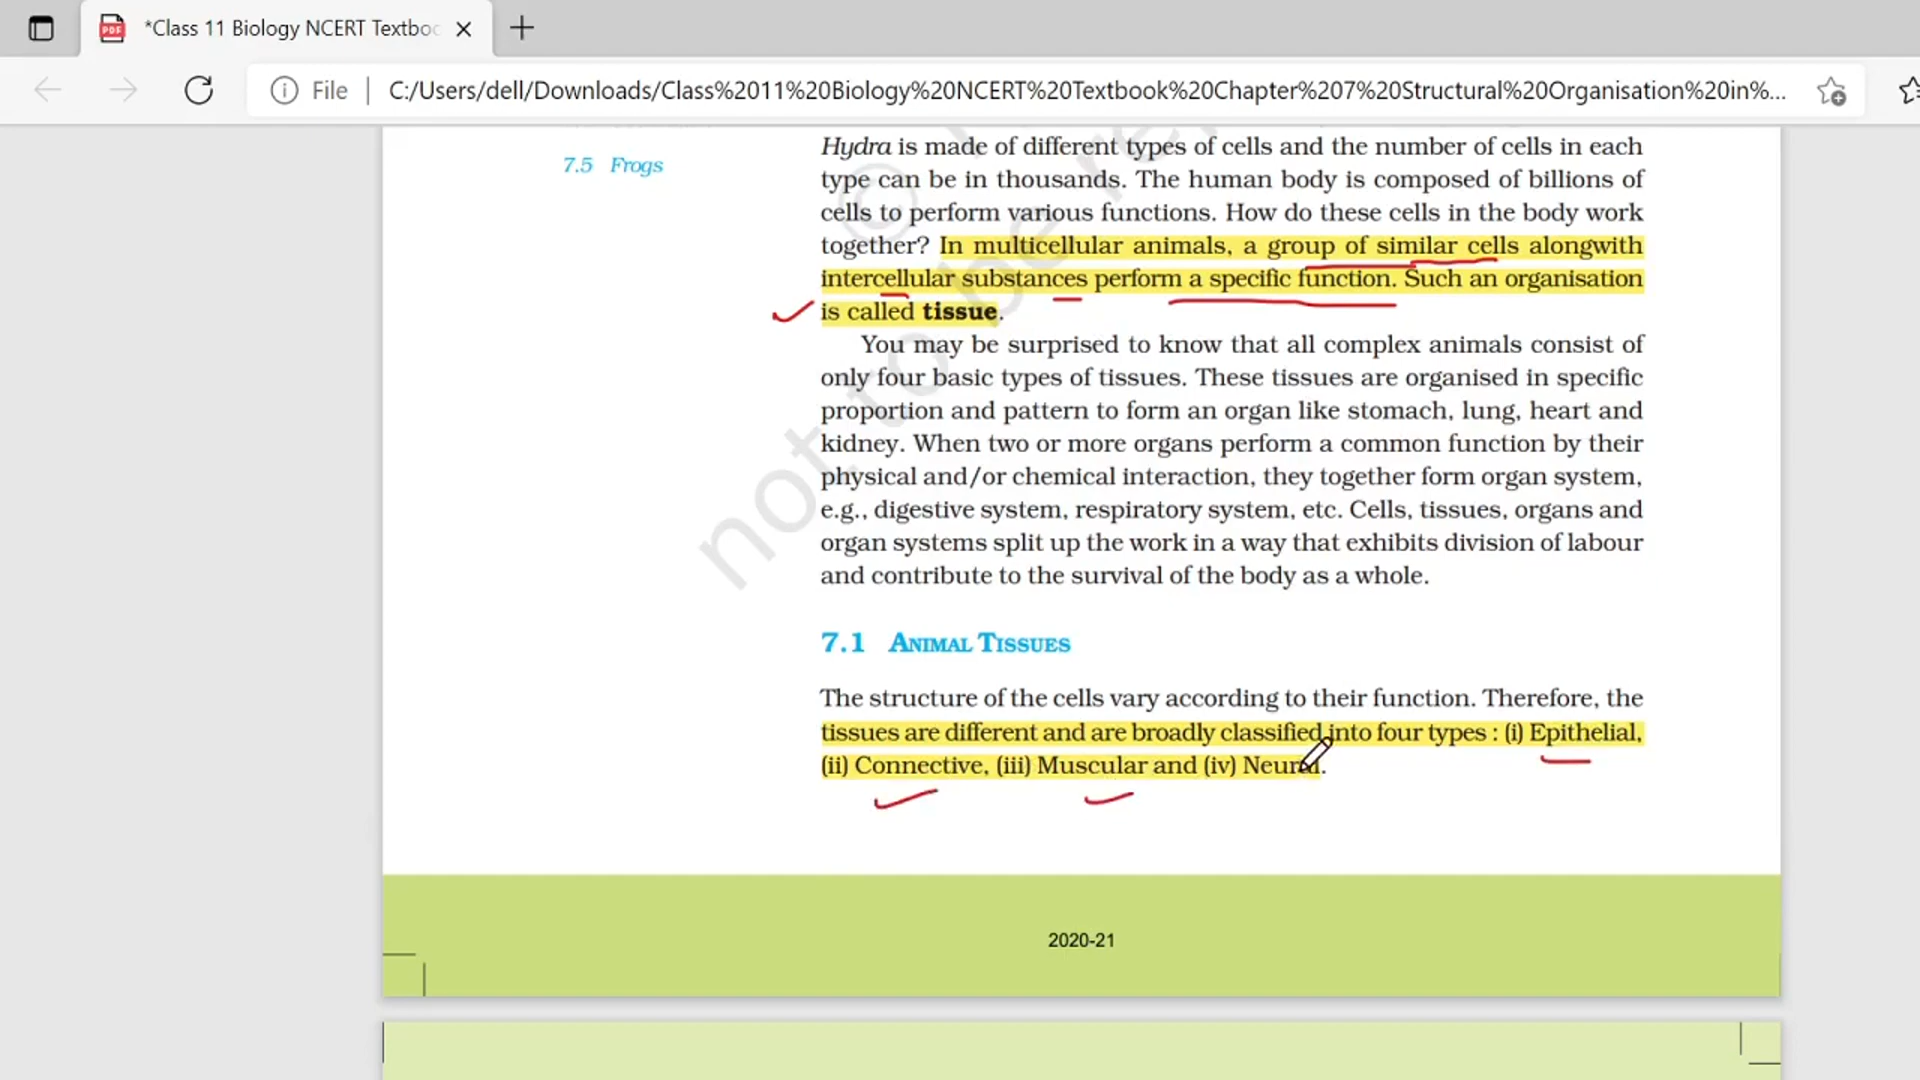 *Class 11 Biology NCERT Textboo
File
C:/Users/dell/Downloads/Class%2011%20Biology%20NCERT%20Textbook%20Chapter%207%20Structural%20Organisation%20in%...
7.5 Frogs
Hydra is made of different types of cells and the number of cells in each
type can be in thousands. The human body is composed of billions of
cells to perform various functions. How do these cells in the body work
together? In multicellular animals, a group of similar cells alongwith
intercellular substances perform a specific function. Such an organisation
is called tissue.
You may be surprised to know that all complex animals consist of
only four basic types of tissues. These tissues are organised in specific
proportion and pattern to form an organ like stomach, lung, heart and
kidney. When two or more organs perform a common function by their
physical and/or chemical interaction, they together form organ system,
e.g., digestive system, respiratory system, etc. Cells, tissues, organs and
organ systems split up the work in a way that exhibits division of labour
and contribute to the survival of the body as a whole.
7.1 ANIMAL TISSUES
The structure of the cells vary according to their function. Therefore, the
tissues are different and are broadly classified into four types : (i) Epithelial,
(ii) Connective, (iii) Muscular and (iv) Neural.
©
not to be re
2020-21